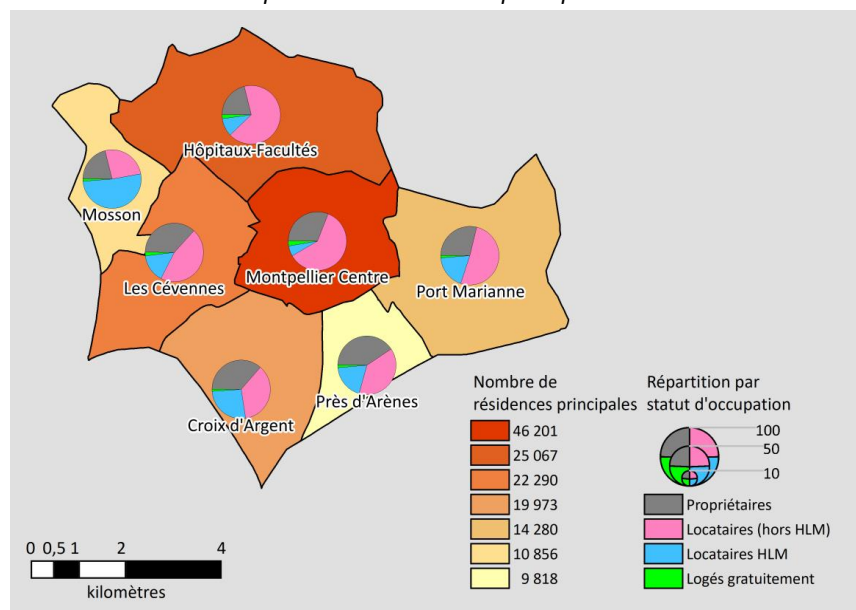 Hôpitaux-Facultés
Mosson
Les Cévennes
Montpellier Centre
Port Marianne
Croix d'Argent
Près d'Arènes
Nombre de
résidences principales
46 201
25 067
22 290
19 973
14 280
10 856
9 818
Répartition par
statut d'occupation
100
50
10
Propriétaires
Locataires (hors HLM)
Locataires HLM
Logés gratuitement
0 0,5 1 2 4
kilomètres